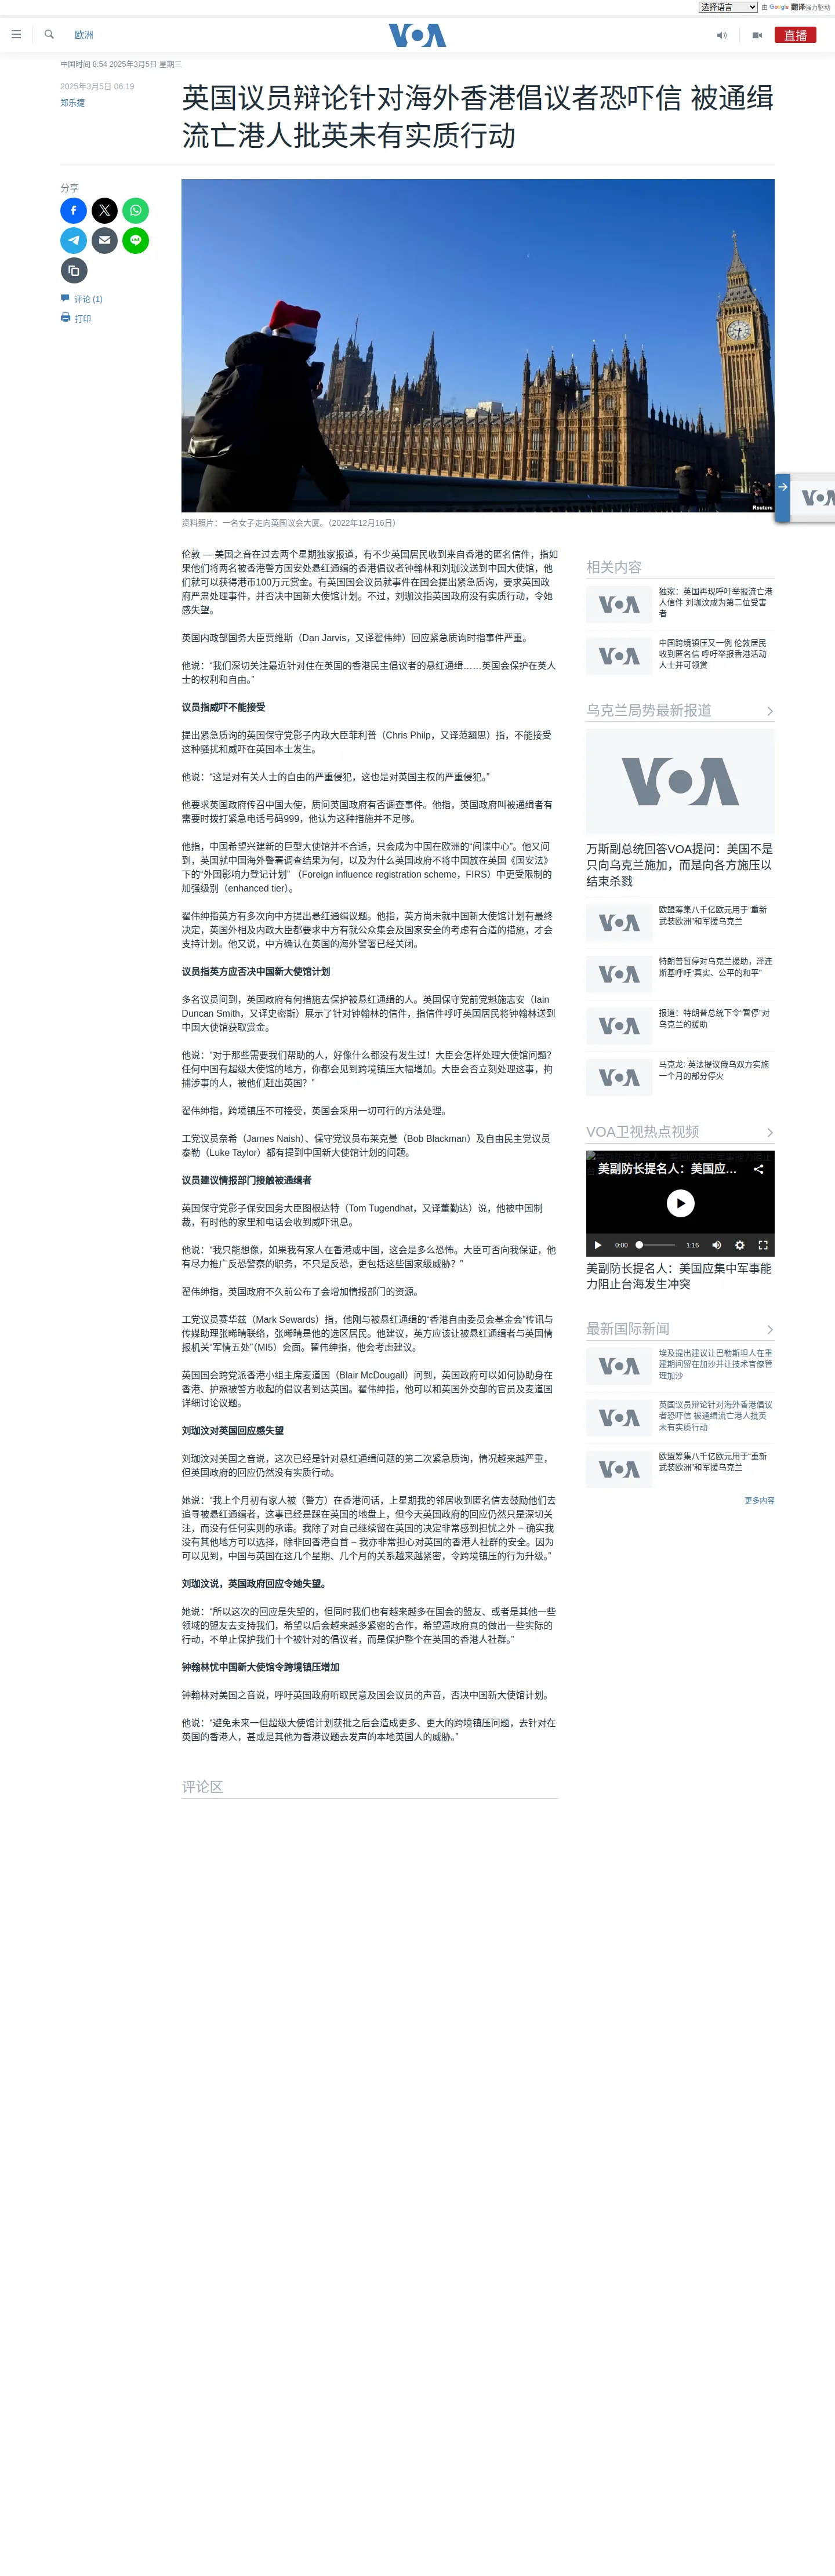 选择语言
由 Google 翻译强力驱动
欧洲
VOA
直播
中国时间 8:54 2025年3月5日 星期三
2025年3月5日 06:19
郑乐捷
英国议员辩论针对海外香港倡议者恐吓信 被通缉
流亡港人批英未有实质行动
分享
评论 (1)
打印
Reuters
资料照片：一名女子走向英国议会大厦。（2022年12月16日）
伦敦 — 美国之音在过去两个星期独家报道，有不少英国居民收到来自香港的匿名信件，指如
果他们将两名被香港警方国安处悬红通缉的香港倡议者钟翰林和刘珈汶送到中国大使馆，他
们就可以获得港币100万元赏金。有英国国会议员就事件在国会提出紧急质询，要求英国政
府严肃处理事件，并否决中国新大使馆计划。不过，刘珈汶指英国政府没有实质行动，令她
感失望。
英国内政部国务大臣贾维斯（Dan Jarvis，又译翟伟绅）回应紧急质询时指事件严重。
他说：“我们深切关注最近针对住在英国的香港民主倡议者的悬红通缉……英国会保护在英人
士的权利和自由。”
议员指威吓不能接受
提出紧急质询的英国保守党影子内政大臣菲利普（Chris Philp，又译范翘思）指，不能接受
这种骚扰和威吓在英国本土发生。
他说：“这是对有关人士的自由的严重侵犯，这也是对英国主权的严重侵犯。”
他要求英国政府传召中国大使，质问英国政府有否调查事件。他指，英国政府叫被通缉者有
需要时拨打紧急电话号码999，他认为这种措施并不足够。
他指，中国希望兴建新的巨型大使馆并不合适，只会成为中国在欧洲的“间谍中心”。他又问
到，英国就中国海外警署调查结果为何，以及为什么英国政府不将中国放在英国《国安法》
下的“外国影响力登记计划” （Foreign influence registration scheme，FIRS）中更受限制的
加强级别（enhanced tier）。
翟伟绅指英方有多次向中方提出悬红通缉议题。他指，英方尚未就中国新大使馆计划有最终
决定，英国外相及内政大臣都要求中方有就公众集会及国家安全的考虑有合适的措施，才会
支持计划。他又说，中方确认在英国的海外警署已经关闭。
议员指英方应否决中国新大使馆计划
多名议员问到，英国政府有何措施去保护被悬红通缉的人。英国保守党前党魁施志安（Iain
Duncan Smith，又译史密斯）展示了针对钟翰林的信件，指信件呼吁英国居民将钟翰林送到
中国大使馆获取赏金。
他说：“对于那些需要我们帮助的人，好像什么都没有发生过！大臣会怎样处理大使馆问题？
任何中国有超级大使馆的地方，你都会见到跨境镇压大幅增加。大臣会否立刻处理这事，拘
捕涉事的人，被他们赶出英国？”
翟伟绅指，跨境镇压不可接受，英国会采用一切可行的方法处理。
工党议员奈希（James Naish）、保守党议员布莱克曼（Bob Blackman）及自由民主党议员
泰勒（Luke Taylor）都有提到中国新大使馆计划的问题。
议员建议情报部门接触被通缉者
英国保守党影子保安国务大臣图根达特（Tom Tugendhat，又译董勤达）说，他被中国制
裁，有时他的家里和电话会收到威吓讯息。
他说：“我只能想像，如果我有家人在香港或中国，这会是多么恐怖。大臣可否向我保证，他
有尽力推广反恐警察的职务，不只是反恐，更包括这些国家级威胁？”
翟伟绅指，英国政府不久前公布了会增加情报部门的资源。
工党议员赛华兹（Mark Sewards）指，他刚与被悬红通缉的“香港自由委员会基金会”传讯与
传媒助理张晞晴联络，张晞晴是他的选区居民。他建议，英方应该让被悬红通缉者与英国情
报机关“军情五处”（MI5）会面。翟伟绅指，他会考虑建议。
英国国会跨党派香港小组主席麦道国（Blair McDougall）问到，英国政府可以如何协助身在
香港、护照被警方收起的倡议者到达英国。翟伟绅指，他可以和英国外交部的官员及麦道国
详细讨论议题。
刘珈汶对英国回应感失望
刘珈汶对美国之音说，这次已经是针对悬红通缉问题的第二次紧急质询，情况越来越严重，
但英国政府的回应仍然没有实质行动。
她说：“我上个月初有家人被（警方）在香港问话，上星期我的邻居收到匿名信去鼓励他们去
追寻被悬红通缉者，这事已经是踩在英国的地盘上，但今天英国政府的回应仍然只是深切关
注，而没有任何实则的承诺。我除了对自己继续留在英国的决定非常感到担忧之外 – 确实我
没有其他地方可以选择，除非回香港自首 – 我亦非常担心对英国的香港人社群的安全。因为
可以见到，中国与英国在这几个星期、几个月的关系越来越紧密，令跨境镇压的行为升级。”
刘珈汶说，英国政府回应令她失望。
她说：“所以这次的回应是失望的，但同时我们也有越来越多在国会的盟友、或者是其他一些
领域的盟友去支持我们，希望以后会越来越多紧密的合作，希望逼政府真的做出一些实际的
行动，不单止保护我们十个被针对的倡议者，而是保护整个在英国的香港人社群。”
钟翰林忧中国新大使馆令跨境镇压增加
钟翰林对美国之音说，呼吁英国政府听取民意及国会议员的声音，否决中国新大使馆计划。
他说：“避免未来一但超级大使馆计划获批之后会造成更多、更大的跨境镇压问题，去针对在
英国的香港人，甚或是其他为香港议题去发声的本地英国人的威胁。”
评论区
相关内容
VOA
独家：英国再现呼吁举报流亡港
人信件 刘珈汶成为第二位受害
者
VOA
中国跨境镇压又一例 伦敦居民
收到匿名信 呼吁举报香港活动
人士并可领赏
乌克兰局势最新报道
VOA
万斯副总统回答VOA提问：美国不是
只向乌克兰施加，而是向各方施压以
结束杀戮
VOA
欧盟筹集八千亿欧元用于“重新
武装欧洲”和军援乌克兰
VOA
特朗普暂停对乌克兰援助，泽连
斯基呼吁“真实、公平的和平”
VOA
报道：特朗普总统下令“暂停”对
乌克兰的援助
VOA
马克龙: 英法提议俄乌双方实施
一个月的部分停火
VOA卫视热点视频
美副防长提名人：美国应...
0:00
1:16
美副防长提名人：美国应集中军事能
力阻止台海发生冲突
最新国际新闻
VOA
埃及提出建议让巴勒斯坦人在重
建期间留在加沙并让技术官僚管
理加沙
VOA
英国议员辩论针对海外香港倡议
者恐吓信 被通缉流亡港人批英
未有实质行动
VOA
欧盟筹集八千亿欧元用于“重新
武装欧洲”和军援乌克兰
更多内容